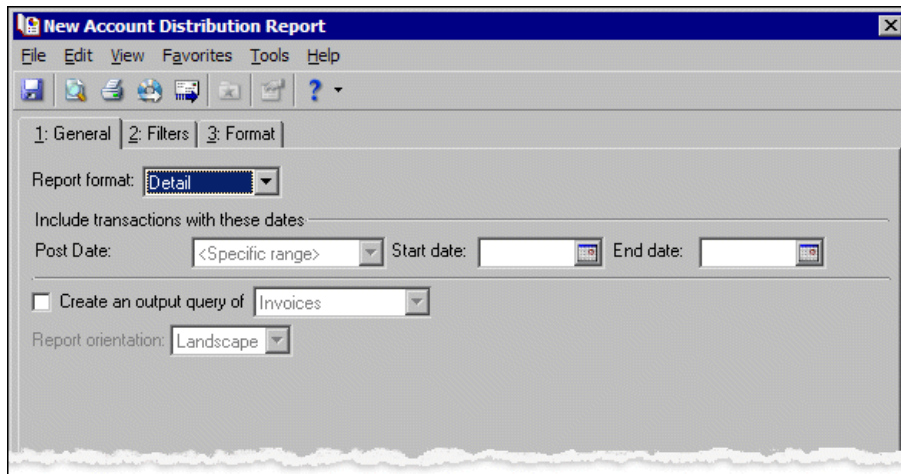 New Account Distribution Report
File Edit View Favorites Tools Help
?
1: General 2: Filters 3: Format
Report format: Detail
Include transactions with these dates
Post Date: <Specific range> Start date: End date:
Create an output query of Invoices
Report orientation: Landscape